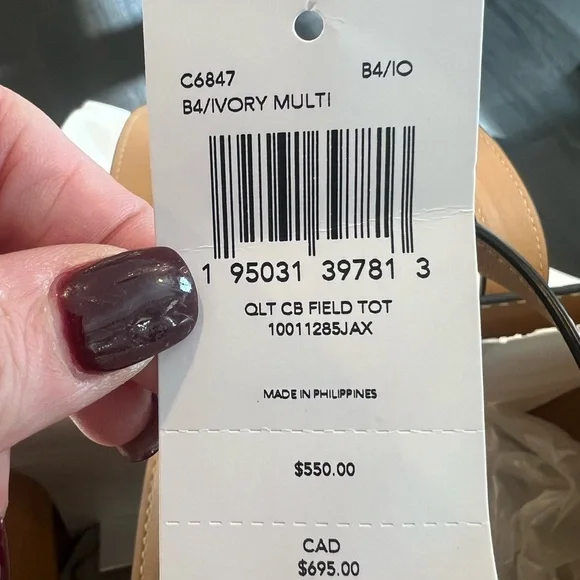 C6847 B4/IO
B4/IVORY MULTI
1 95031 39781 3
QLT CB FIELD TOT
10011285JAX
MADE IN PHILIPPINES
$550.00
CAD
$695.00